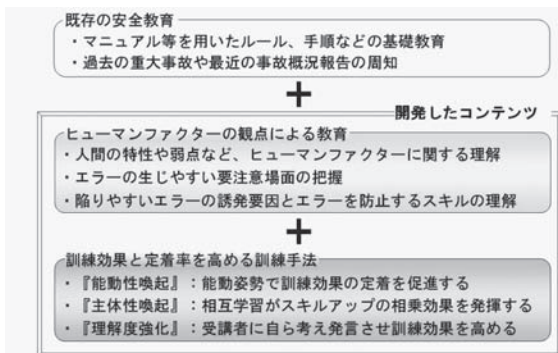 既存の安全教育
・マニュアル等を用いたルール、手順などの基礎教育
・過去の重大事故や最近の事故概況報告の周知
＋
開発したコンテンツ
ヒューマンファクターの観点による教育
・人間の特性や弱点など、ヒューマンファクターに関する理解
・エラーの生じやすい要注意場面の把握
・陥りやすいエラーの誘発要因とエラーを防止するスキルの理解
＋
訓練効果と定着率を高める訓練手法
・『能動性喚起』：能動姿勢で訓練効果の定着を促進する
・『主体性喚起』：相互学習がスキルアップの相乗効果を発揮する
・『理解度強化』：受講者に自ら考え発言させ訓練効果を高める